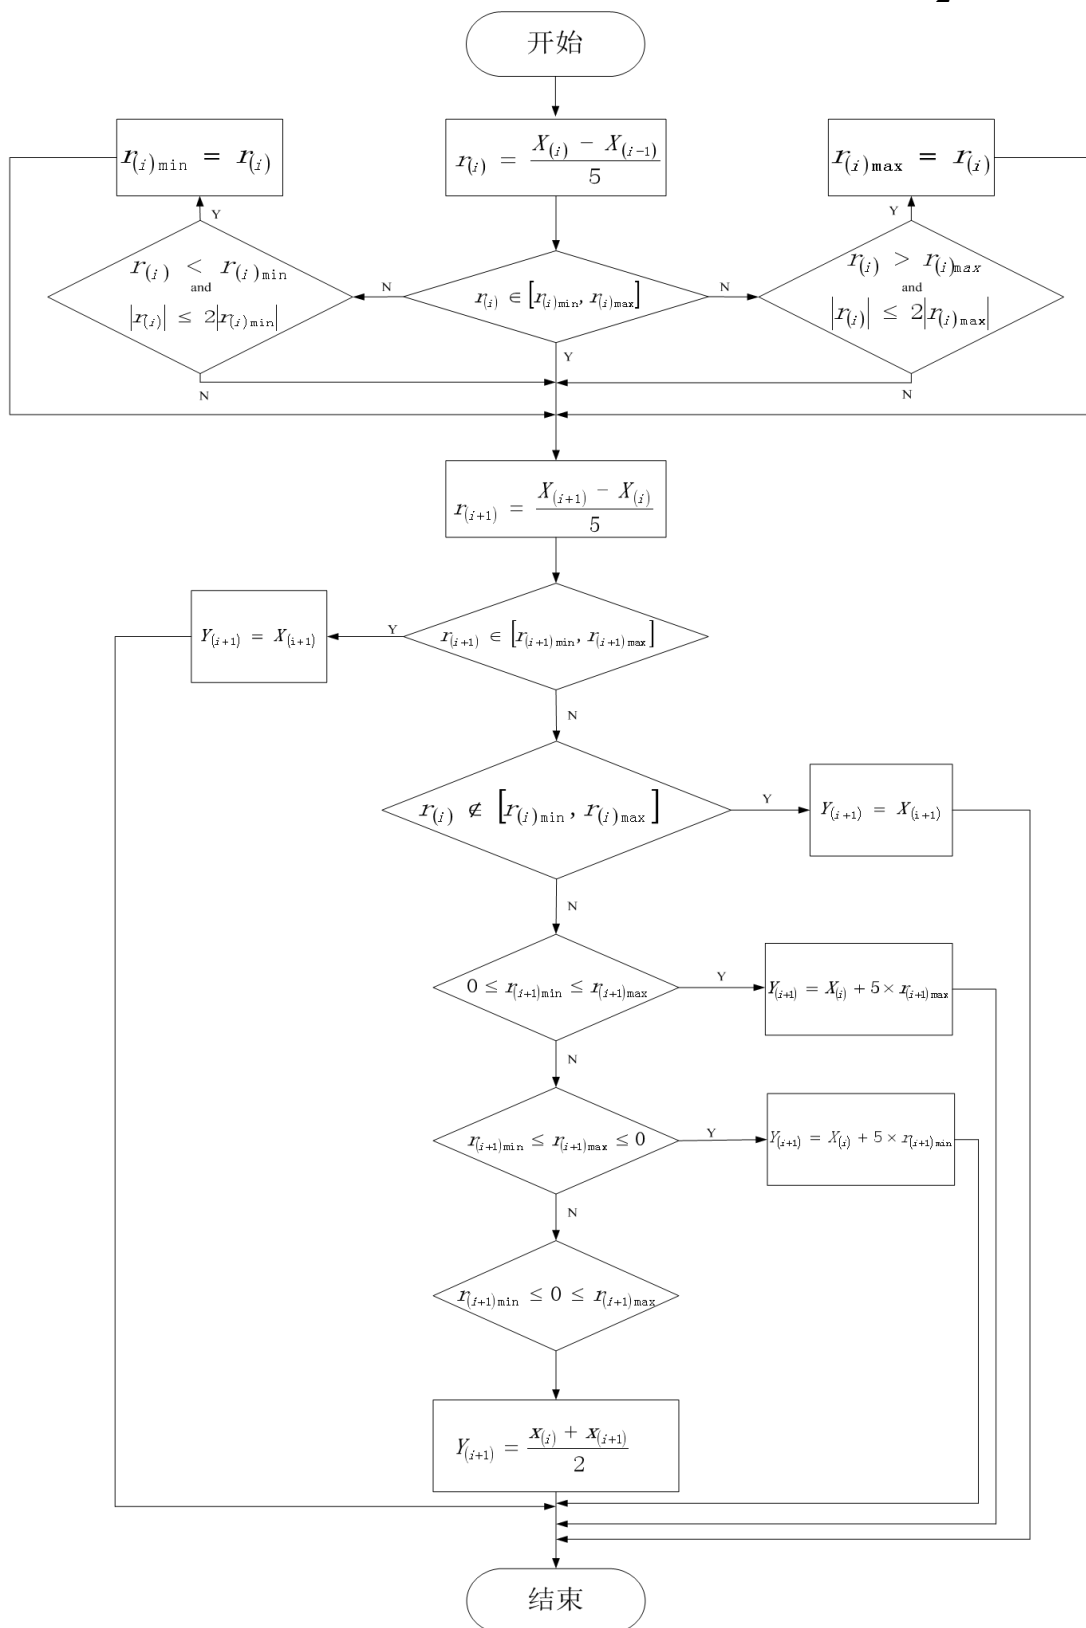 2
开始
r(i)min = r(i)
r(i) = (X(i) − X(i−1)) / 5
r(i)max = r(i)
Y
Y
r(i) < r(i)min
and
|r(i)| ≤ 2|r(i)min|
N
r(i) ∈ [r(i)min, r(i)max]
N
r(i) > r(i)max
and
|r(i)| ≤ 2|r(i)max|
Y
N
N
r(i+1) = (X(i+1) − X(i)) / 5
Y(i+1) = X(i+1)
Y
r(i+1) ∈ [r(i+1)min, r(i+1)max]
N
r(i) ∉ [r(i)min, r(i)max]
Y
Y(i+1) = X(i+1)
N
0 ≤ r(i+1)min ≤ r(i+1)max
Y
Y(i+1) = X(i) + 5 × r(i+1)max
N
r(i+1)min ≤ r(i+1)max ≤ 0
Y
Y(i+1) = X(i) + 5 × r(i+1)min
N
r(i+1)min ≤ 0 ≤ r(i+1)max
Y(i+1) = (x(i) + x(i+1)) / 2
结束